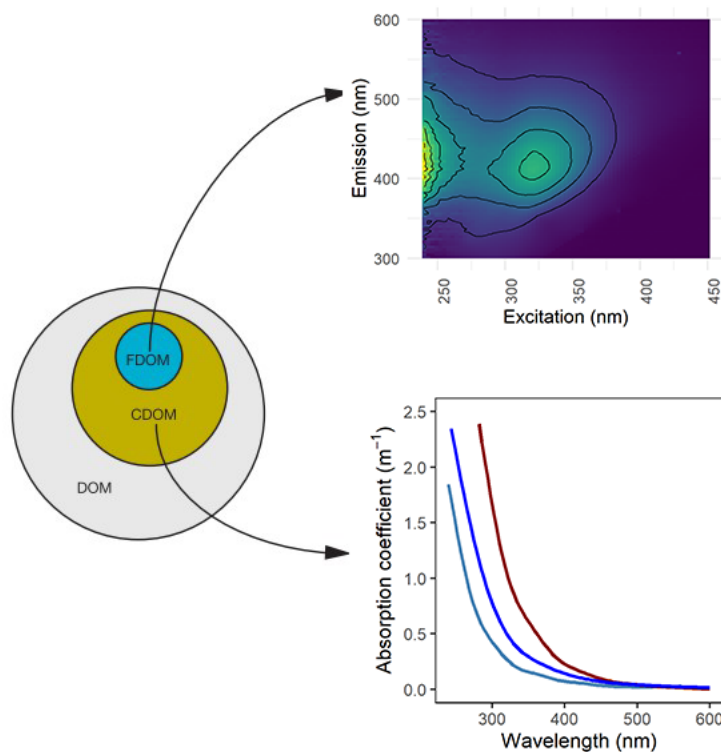 600
500
400
300
Emission (nm)
250
300
350
400
450
Excitation (nm)
FDOM
CDOM
DOM
2.5
2.0
1.5
1.0
0.5
0.0
Absorption coefficient (m⁻¹)
300
400
500
600
Wavelength (nm)